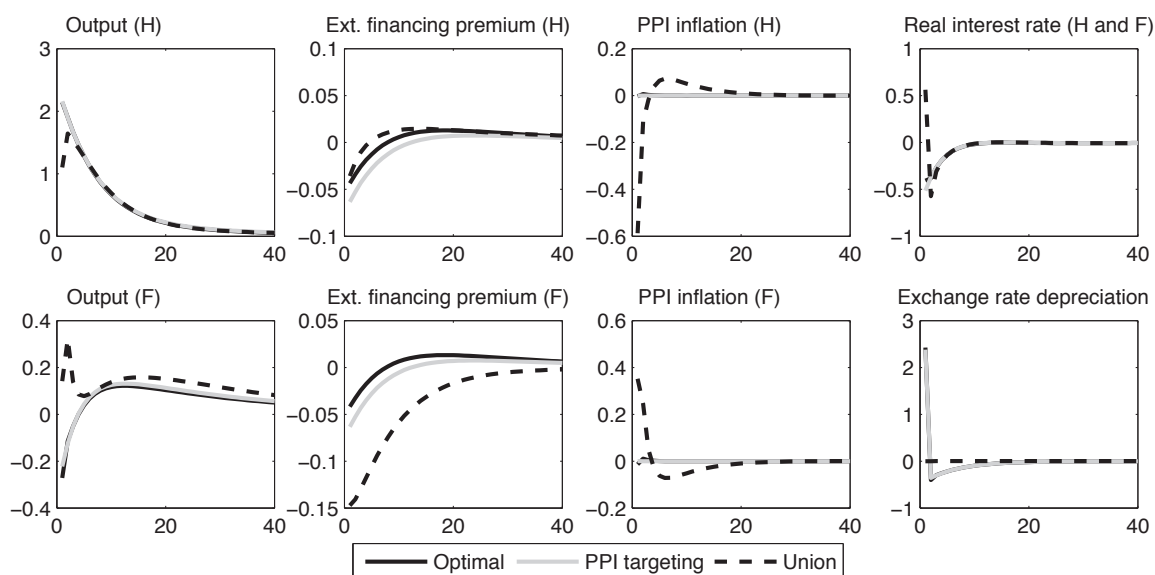 Output (H)
Ext. financing premium (H)
PPI inflation (H)
Real interest rate (H and F)
3
2
1
0
0 20 40
0.1
0.05
0
−0.05
−0.1
0 20 40
0.2
0
−0.2
−0.4
−0.6
0 20 40
1
0.5
0
−0.5
−1
0 20 40
Output (F)
Ext. financing premium (F)
PPI inflation (F)
Exchange rate depreciation
0.4
0.2
0
−0.2
−0.4
0 20 40
0.05
0
−0.05
−0.1
−0.15
0 20 40
0.6
0.4
0.2
0
−0.2
0 20 40
3
2
1
0
−1
0 20 40
Optimal PPI targeting Union